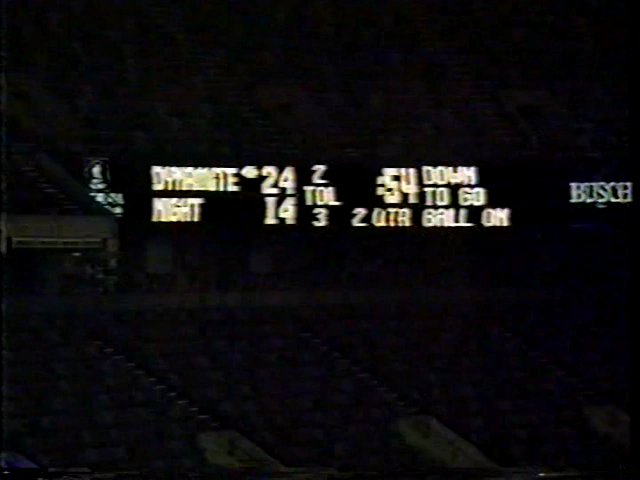 DYNAMITE 24 2 :54 DOWN
TOL TO GO
NIGHT 14 3 2 QTR BALL ON
BUSCH